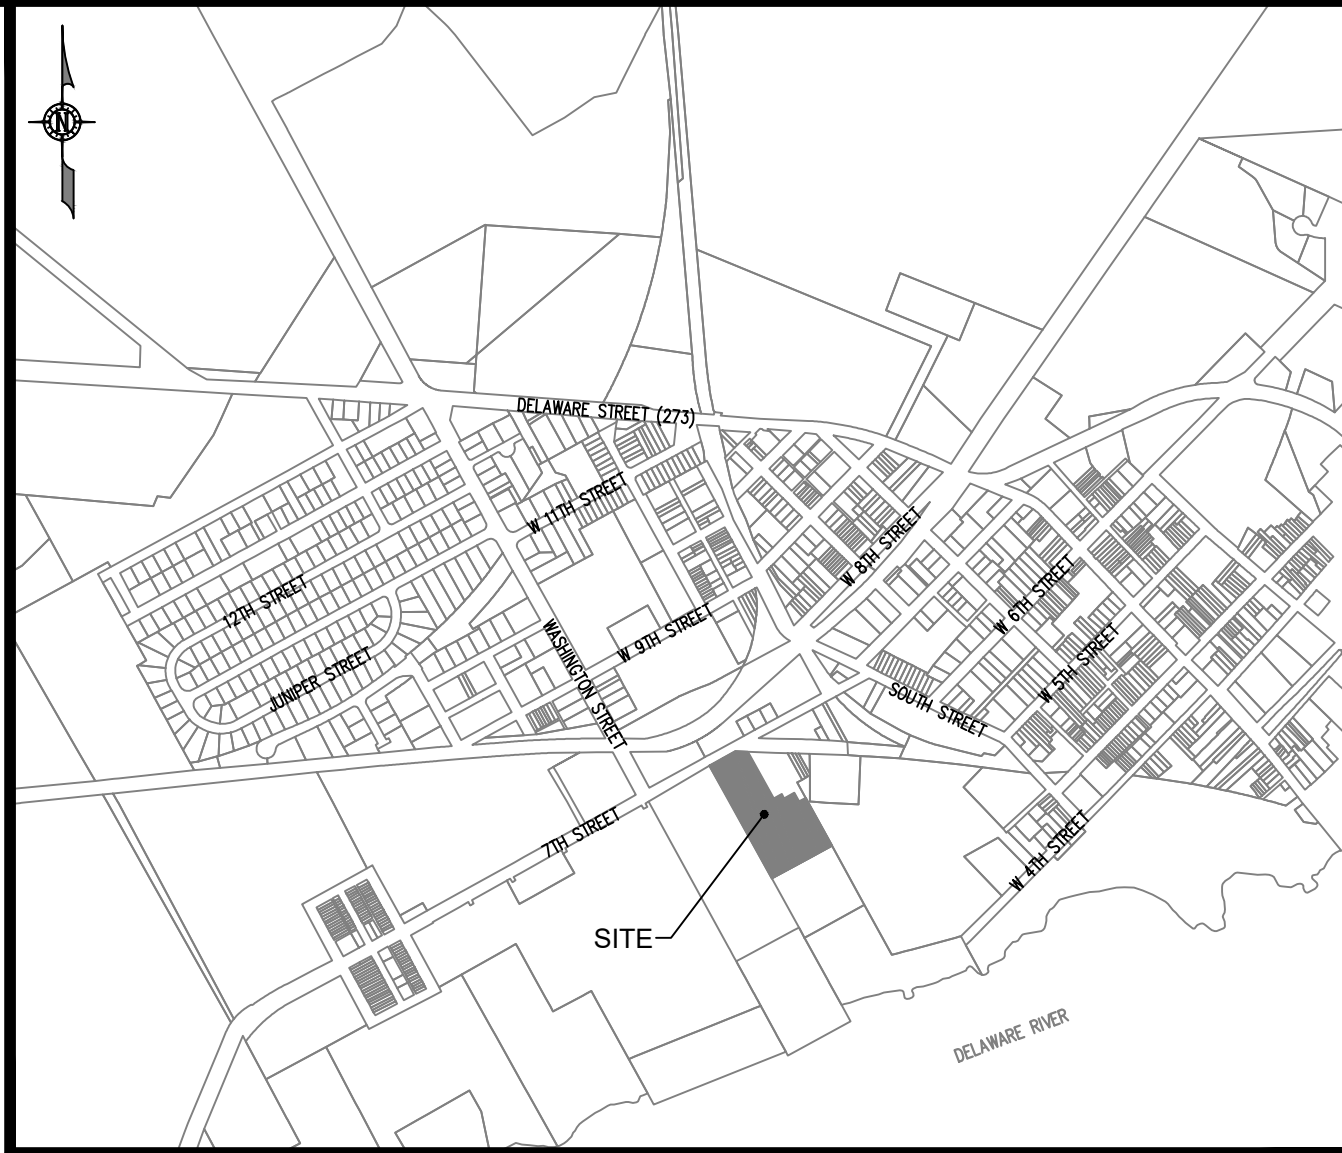 N
DELAWARE STREET (273)
W 11TH STREET
W 8TH STREET
12TH STREET
W 6TH STREET
W 9TH STREET
WASHINGTON STREET
JUNIPER STREET
W 5TH STREET
SOUTH STREET
7TH STREET
W 4TH STREET
SITE
DELAWARE RIVER